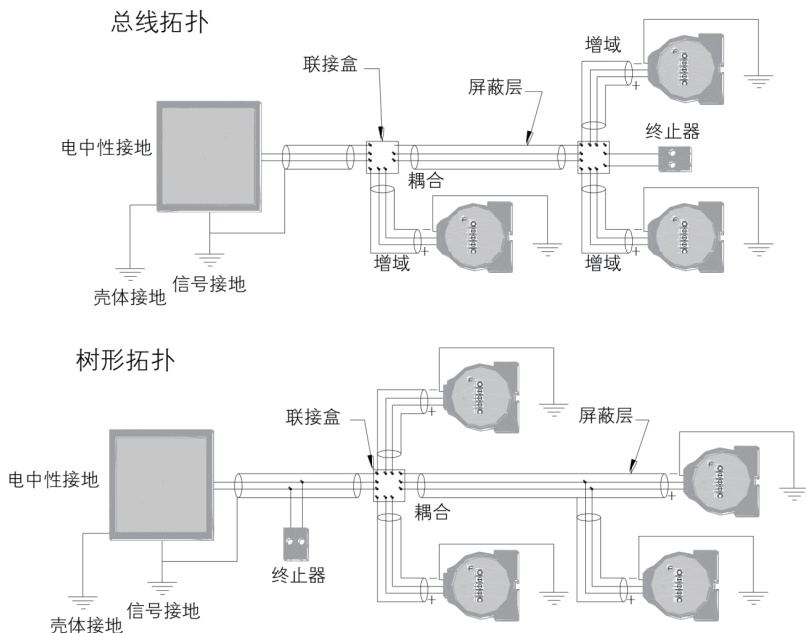 总线拓扑
增域
联接盒
屏蔽层
+
终止器
电中性接地
耦合
+
增域
+
增域
+
信号接地
壳体接地
树形拓扑
联接盒
+
屏蔽层
电中性接地
+
耦合
终止器
+
+
信号接地
壳体接地